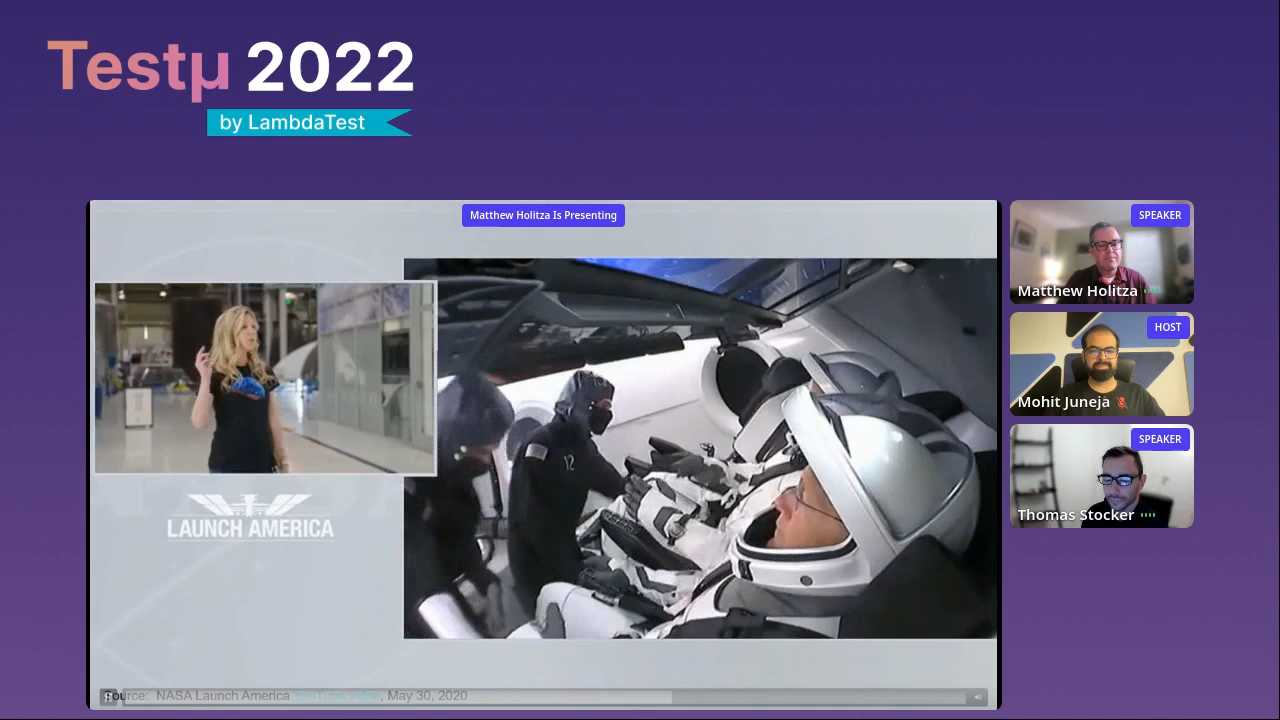 Testμ 2022
by LambdaTest
Matthew Holitza Is Presenting
SPEAKER
Matthew Holitza
HOST
Mohit Juneja
SPEAKER
Thomas Stocker
12
LAUNCH AMERICA
Source: NASA Launch America , May 30, 2020